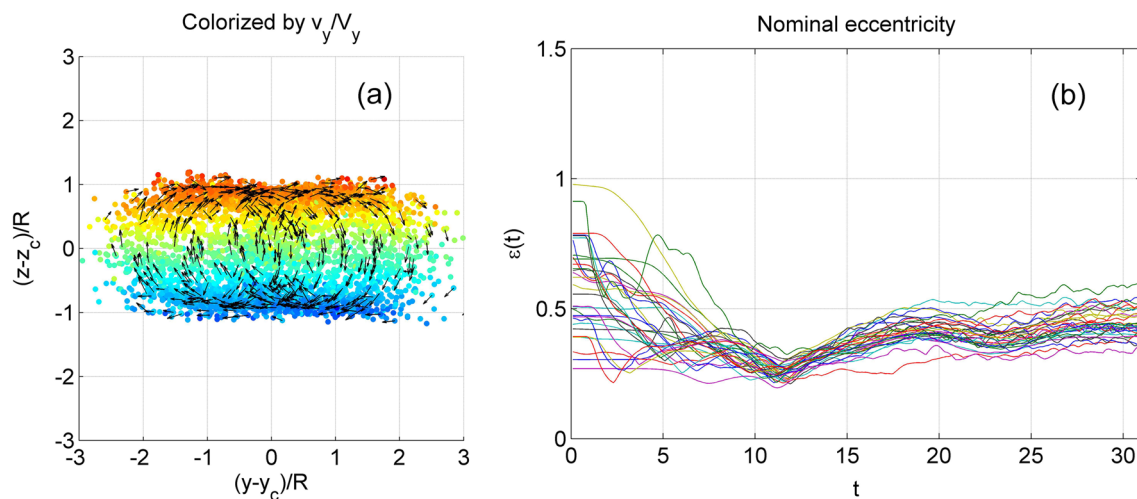 Colorized by v_y/V_y
(a)
(z-z_c)/R
3
2
1
0
-1
-2
-3
-3 -2 -1 0 1 2 3
(y-y_c)/R
Nominal eccentricity
(b)
ε(t)
1.5
1
0.5
0
0 5 10 15 20 25 30
t